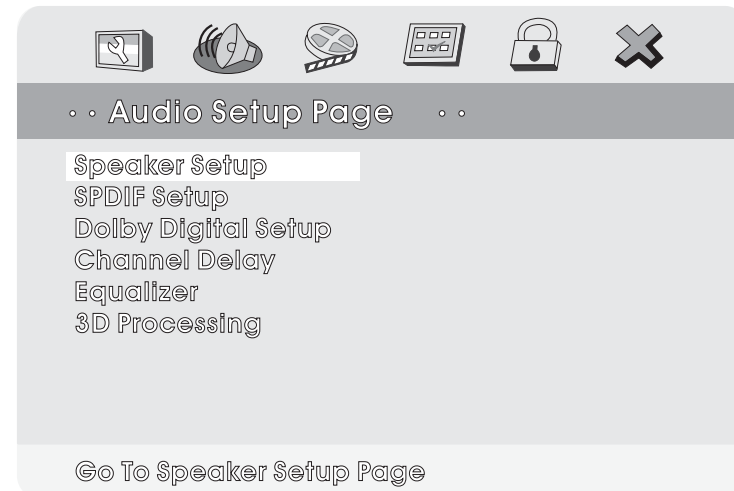 Audio Setup Page
Speaker Setup
SPDIF Setup
Dolby Digital Setup
Channel Delay
Equalizer
3D Processing
Go To Speaker Setup Page